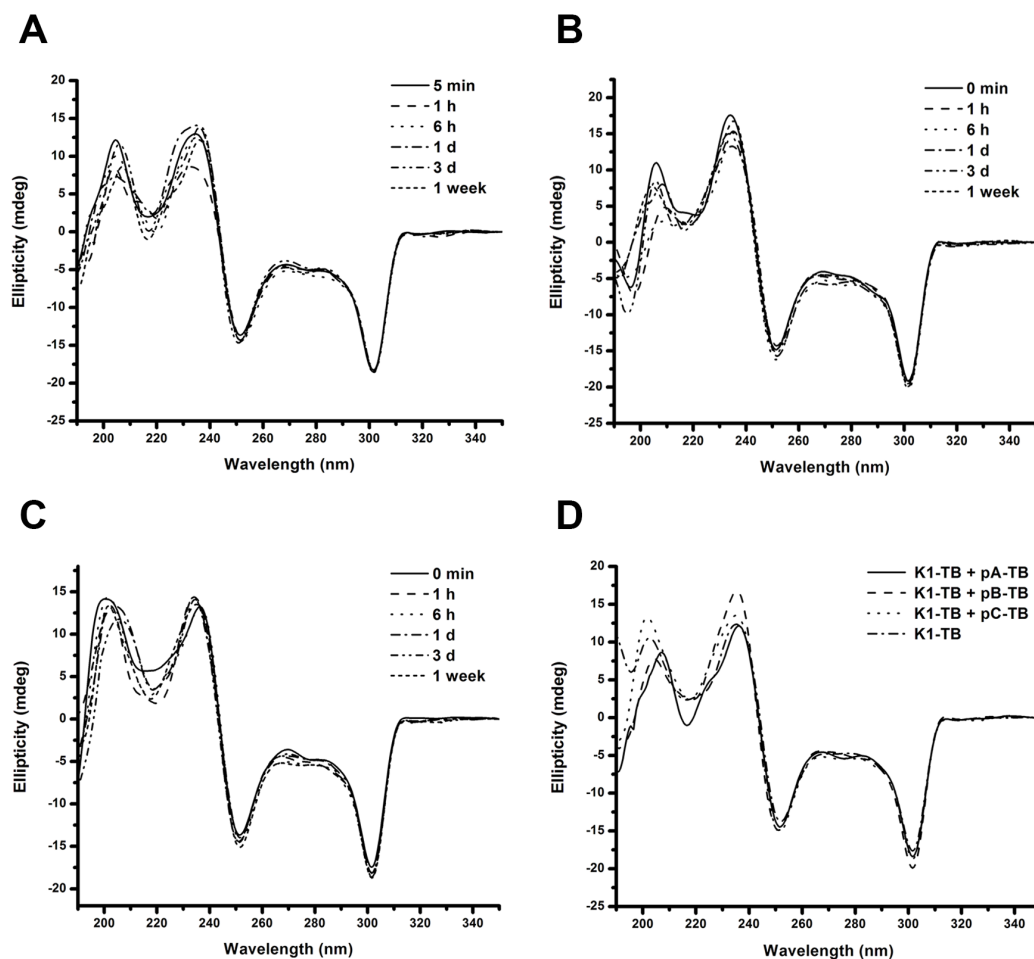 A
20
15
10
5
0
-5
-10
-15
-20
-25
Ellipticity (mdeg)
5 min
1 h
6 h
1 d
3 d
1 week
200 220 240 260 280 300 320 340
Wavelength (nm)
B
20
15
10
5
0
-5
-10
-15
-20
-25
Ellipticity (mdeg)
0 min
1 h
6 h
1 d
3 d
1 week
200 220 240 260 280 300 320 340
Wavelength (nm)
C
15
10
5
0
-5
-10
-15
-20
Ellipticity (mdeg)
0 min
1 h
6 h
1 d
3 d
1 week
200 220 240 260 280 300 320 340
Wavelength (nm)
D
20
15
10
5
0
-5
-10
-15
-20
-25
Ellipticity (mdeg)
K1-TB + pA-TB
K1-TB + pB-TB
K1-TB + pC-TB
K1-TB
200 220 240 260 280 300 320 340
Wavelength (nm)